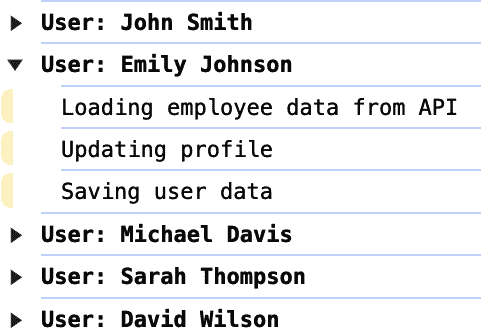 User: John Smith
User: Emily Johnson
Loading employee data from API
Updating profile
Saving user data
User: Michael Davis
User: Sarah Thompson
User: David Wilson